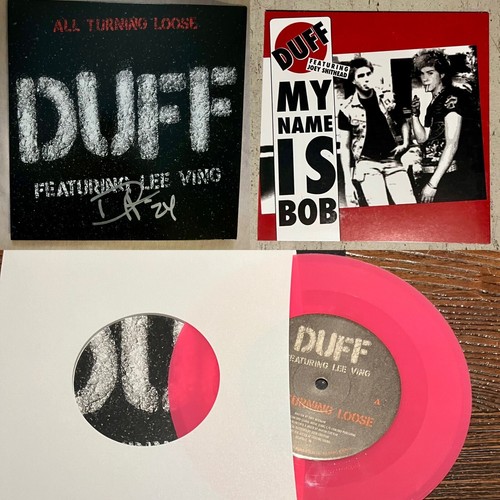 ALL TURNING LOOSE
DUFF
FEATURING LEE VING
24
DUFF
FEATURING
JOEY SHITHEAD
MY
NAME
IS
BOB
DUFF
FEATURING LEE VING
TURNING LOOSE
A